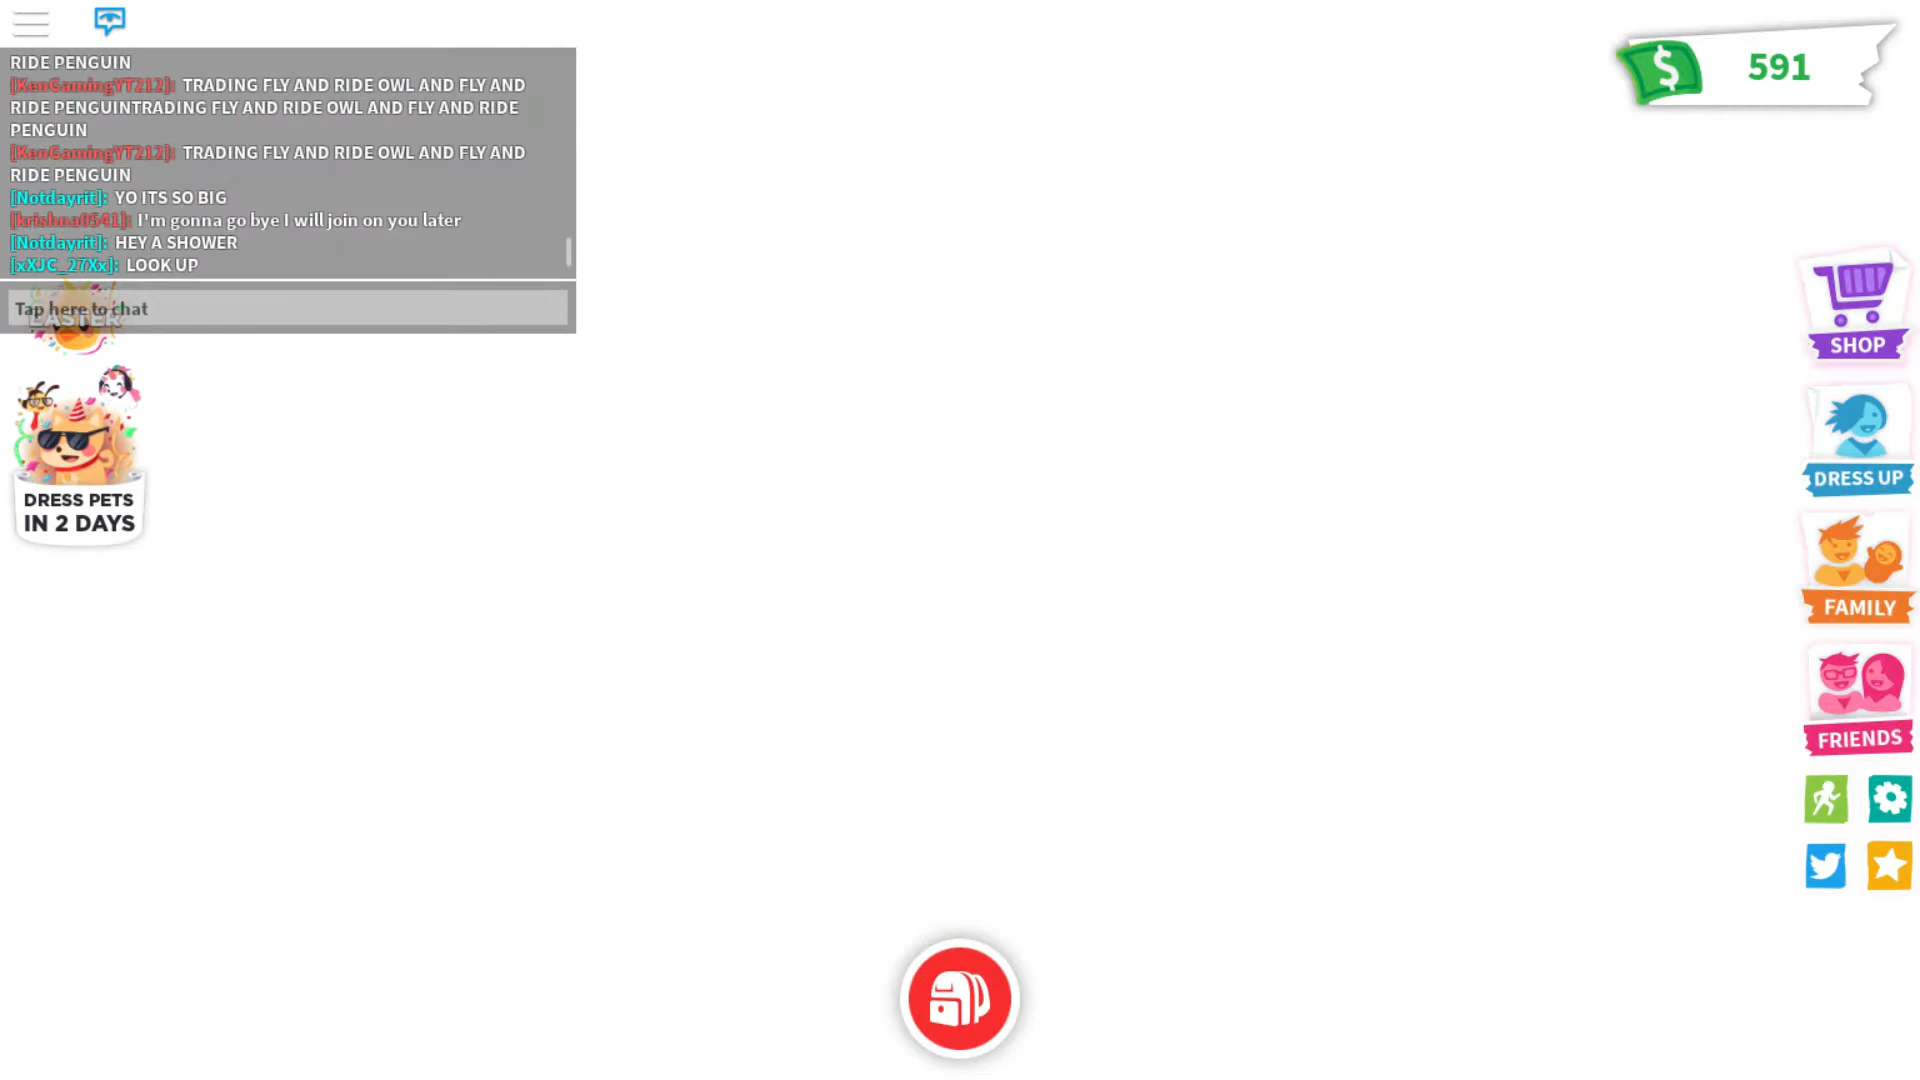 RIDE PENGUIN
[KenGamingYT212]: TRADING FLY AND RIDE OWL AND FLY AND
RIDE PENGUINTRADING FLY AND RIDE OWL AND FLY AND RIDE
PENGUIN
[KenGamingYT212]: TRADING FLY AND RIDE OWL AND FLY AND
RIDE PENGUIN
[Notdayrit]: YO ITS SO BIG
[krishna0541]: I'm gonna go bye I will join on you later
[Notdayrit]: HEY A SHOWER
[xXJC_27Xx]: LOOK UP
Tap here to chat
EASTER
DRESS PETS
IN 2 DAYS
$ 591
SHOP
DRESS UP
FAMILY
FRIENDS